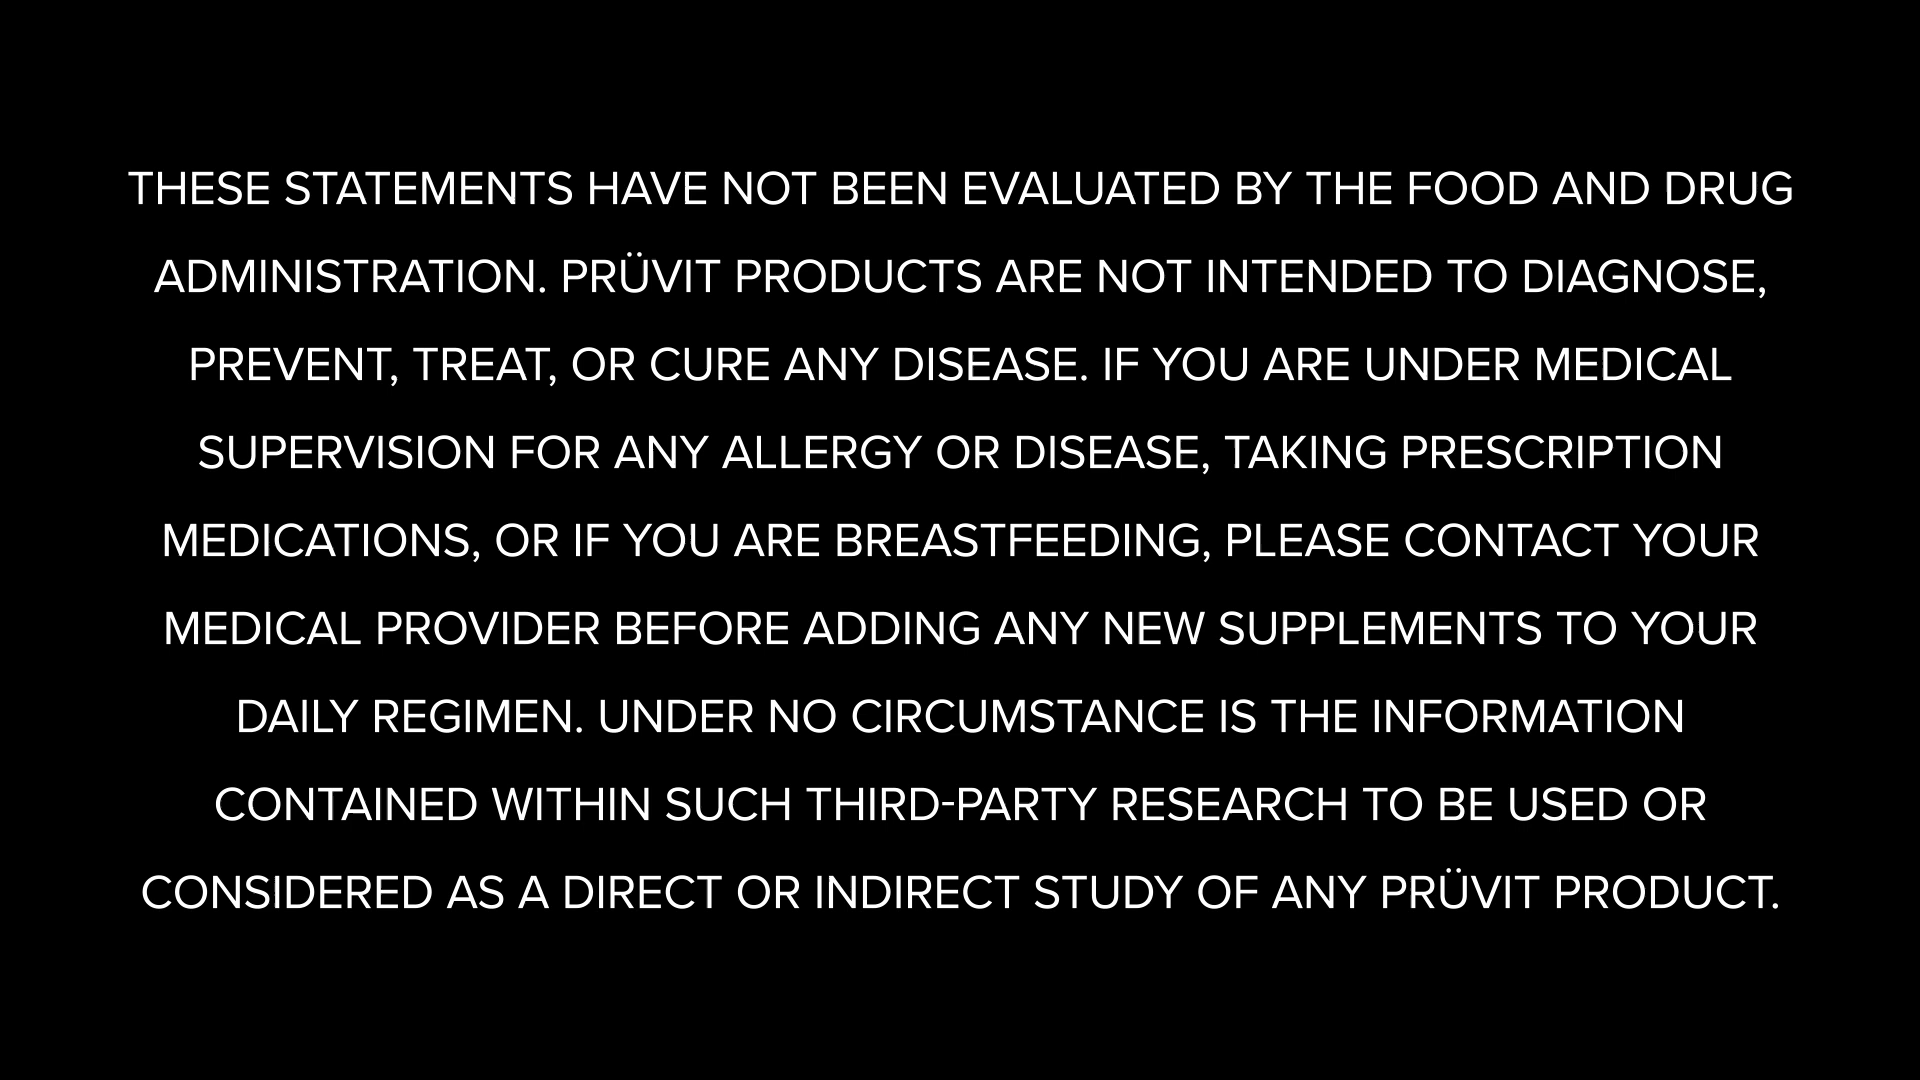 THESE STATEMENTS HAVE NOT BEEN EVALUATED BY THE FOOD AND DRUG
ADMINISTRATION. PRÜVIT PRODUCTS ARE NOT INTENDED TO DIAGNOSE,
PREVENT, TREAT, OR CURE ANY DISEASE. IF YOU ARE UNDER MEDICAL
SUPERVISION FOR ANY ALLERGY OR DISEASE, TAKING PRESCRIPTION
MEDICATIONS, OR IF YOU ARE BREASTFEEDING, PLEASE CONTACT YOUR
MEDICAL PROVIDER BEFORE ADDING ANY NEW SUPPLEMENTS TO YOUR
DAILY REGIMEN. UNDER NO CIRCUMSTANCE IS THE INFORMATION
CONTAINED WITHIN SUCH THIRD-PARTY RESEARCH TO BE USED OR
CONSIDERED AS A DIRECT OR INDIRECT STUDY OF ANY PRÜVIT PRODUCT.